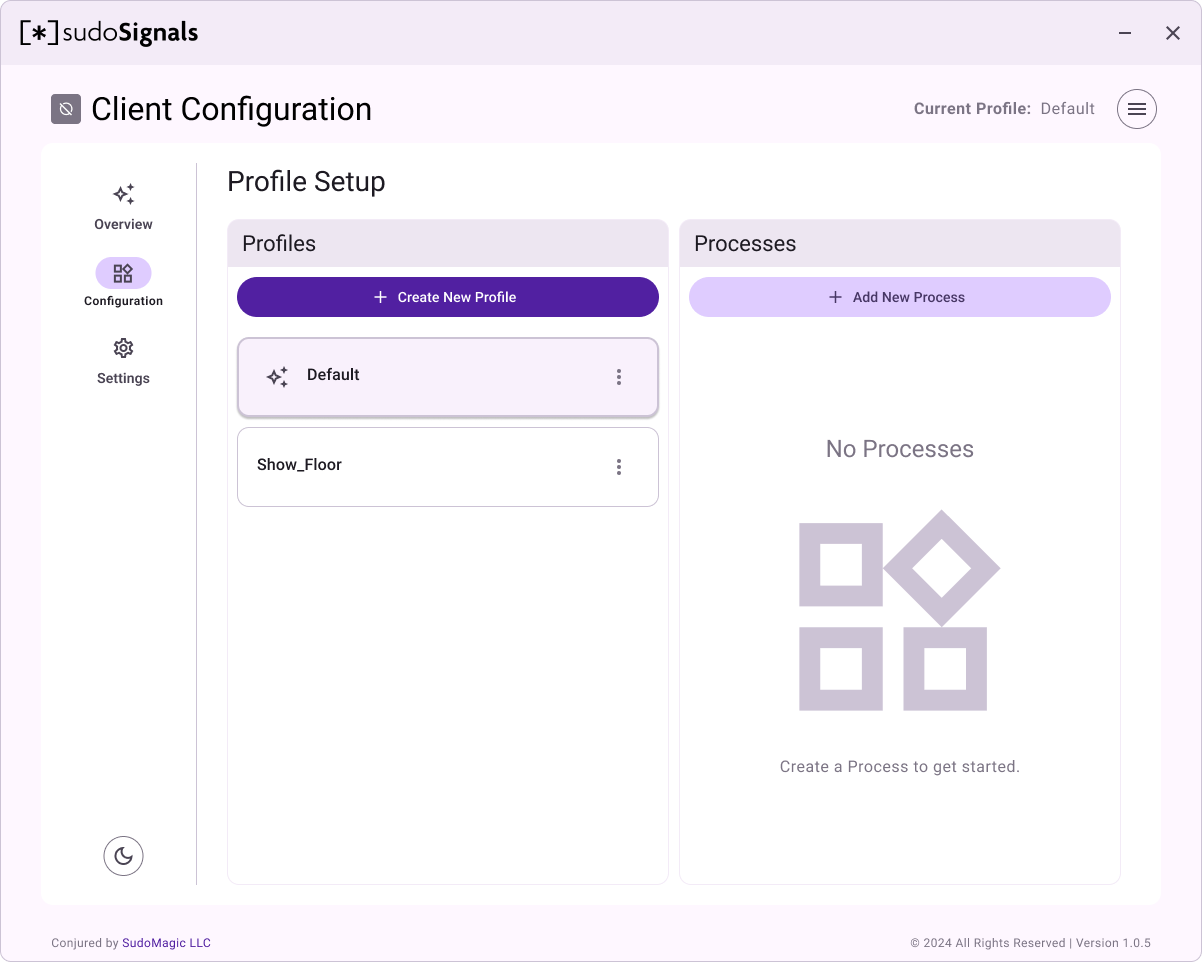 [*]sudoSignals
Client Configuration
Current Profile: Default
Overview
Configuration
Settings
Profile Setup
Profiles
+ Create New Profile
Default
Show_Floor
Processes
+ Add New Process
No Processes
Create a Process to get started.
Conjured by SudoMagic LLC
© 2024 All Rights Reserved | Version 1.0.5